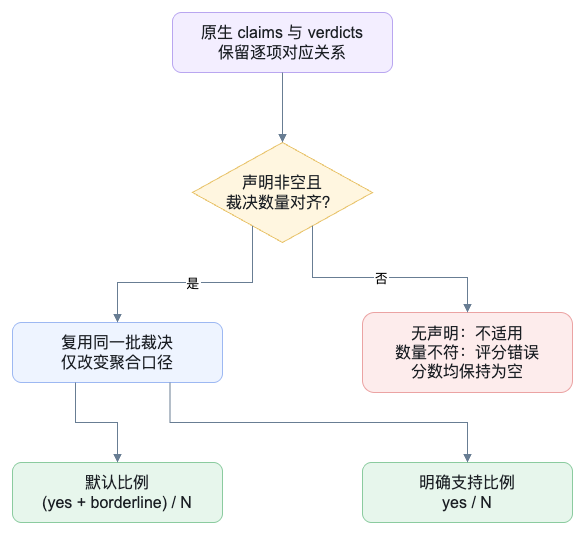 原生 claims 与 verdicts
保留逐项对应关系
声明非空且
裁决数量对齐?
是
否
复用同一批裁决
仅改变聚合口径
无声明：不适用
数量不符：评分错误
分数均保持为空
默认比例
(yes + borderline) / N
明确支持比例
yes / N